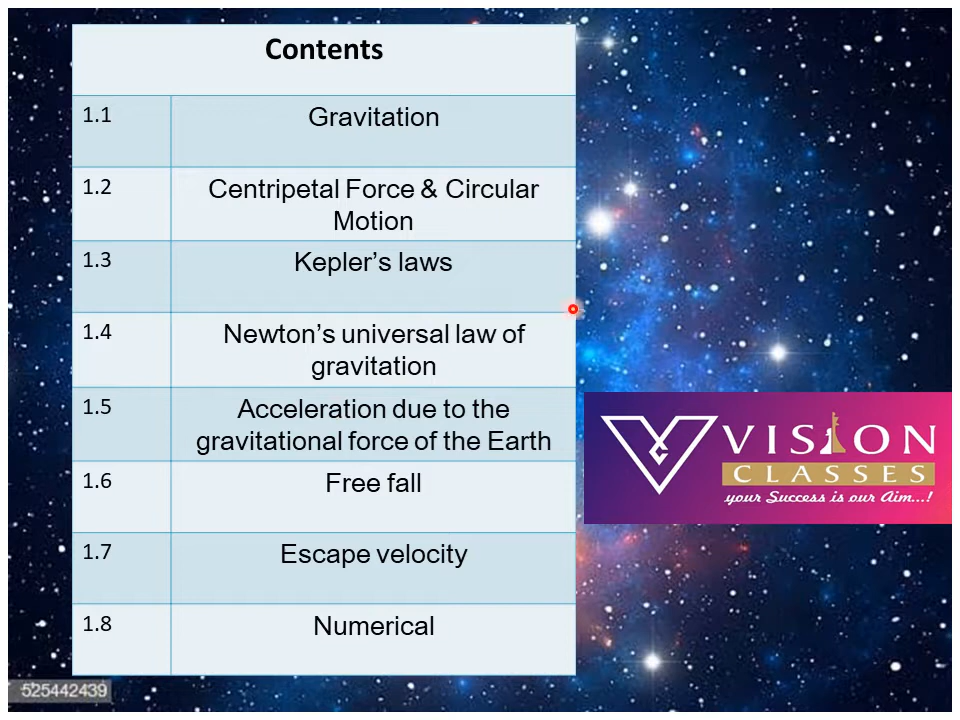 Contents
1.1
Gravitation
1.2
Centripetal Force & Circular
Motion
1.3
Kepler’s laws
1.4
Newton’s universal law of
gravitation
1.5
Acceleration due to the
gravitational force of the Earth
1.6
Free fall
1.7
Escape velocity
1.8
Numerical
VISION
CLASSES
your Success is our Aim...!
525442439